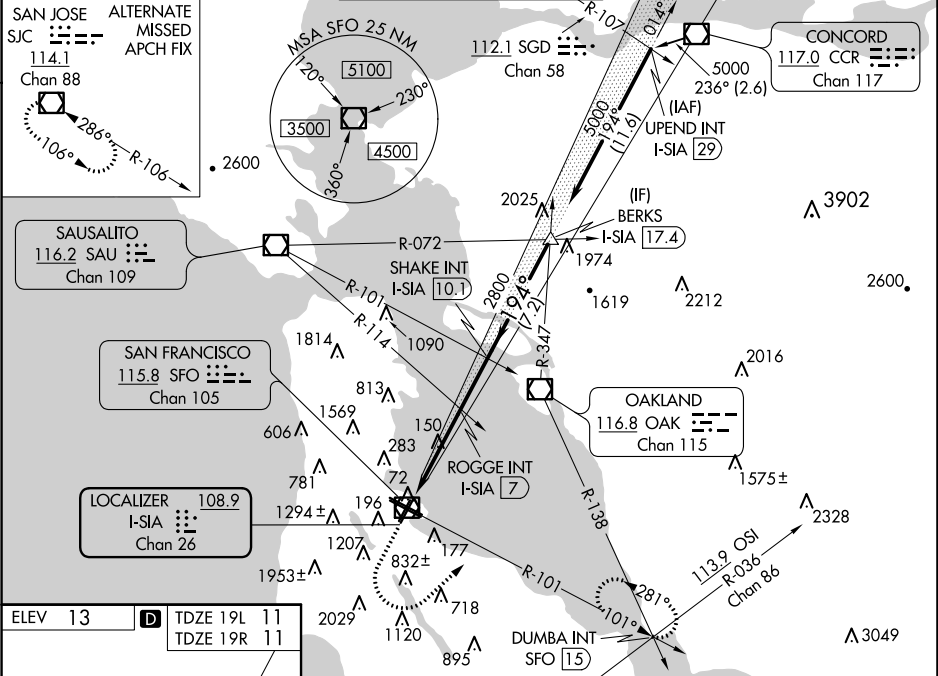 SAN JOSE
SJC
114.1
Chan 88
ALTERNATE
MISSED
APCH FIX
286°
106°
R-106
2600
MSA SFO 25 NM
120°
5100
230°
3500
4500
360°
R-107
014°
112.1 SGD
Chan 58
CONCORD
117.0 CCR
Chan 117
5000
236° (2.6)
(IAF)
UPEND INT
I-SIA 29
5000
194°
(11.6)
2025
(IF)
BERKS
I-SIA 17.4
3902
1974
SAUSALITO
116.2 SAU
Chan 109
R-072
SHAKE INT
I-SIA 10.1
R-101
R-114
2800
194°
(7.2)
1619
2212
2600
R-347
1814
1090
SAN FRANCISCO
115.8 SFO
Chan 105
813
2016
1569
606
150
OAKLAND
116.8 OAK
Chan 115
283
781
72
ROGGE INT
I-SIA 7
1575±
LOCALIZER 108.9
I-SIA
Chan 26
1294±
196
R-138
2328
1207
177
1953±
832±
R-101
113.9 OSI
R-036
Chan 86
281°
101°
2029
718
1120
895
DUMBA INT
SFO 15
3049
ELEV 13
D
TDZE 19L 11
TDZE 19R 11